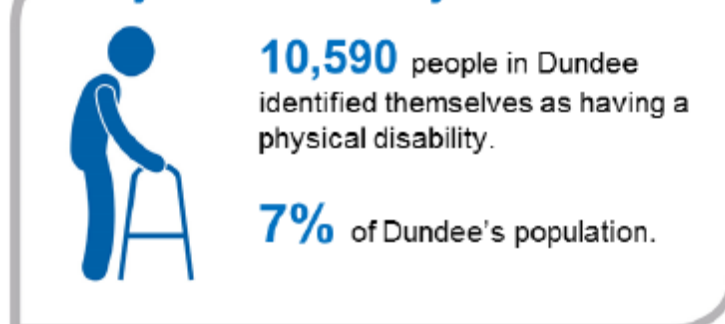 10,590 people in Dundee
identified themselves as having a
physical disability.
7% of Dundee's population.